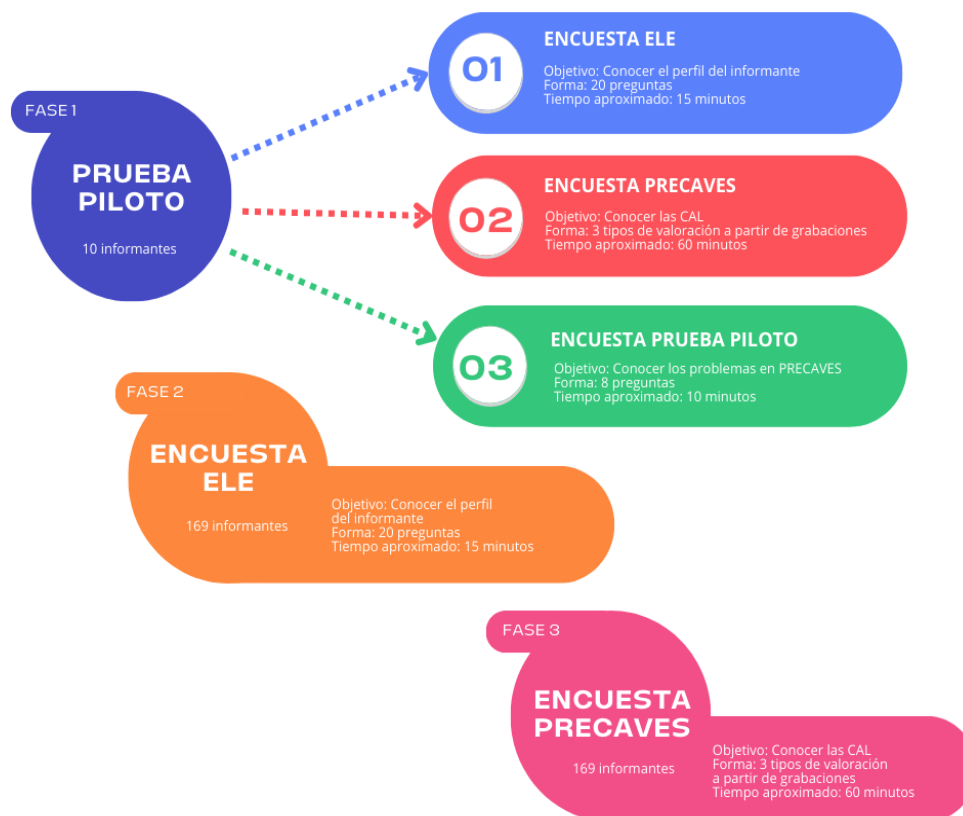 FASE 1
PRUEBA
PILOTO
10 informantes
01
ENCUESTA ELE
Objetivo: Conocer el perfil del informante
Forma: 20 preguntas
Tiempo aproximado: 15 minutos
02
ENCUESTA PRECAVES
Objetivo: Conocer las CAL
Forma: 3 tipos de valoración a partir de grabaciones
Tiempo aproximado: 60 minutos
03
ENCUESTA PRUEBA PILOTO
Objetivo: Conocer los problemas en PRECAVES
Forma: 8 preguntas
Tiempo aproximado: 10 minutos
FASE 2
ENCUESTA
ELE
169 informantes
Objetivo: Conocer el perfil
del informante
Forma: 20 preguntas
Tiempo aproximado: 15 minutos
FASE 3
ENCUESTA
PRECAVES
169 informantes
Objetivo: Conocer las CAL
Forma: 3 tipos de valoración
a partir de grabaciones
Tiempo aproximado: 60 minutos